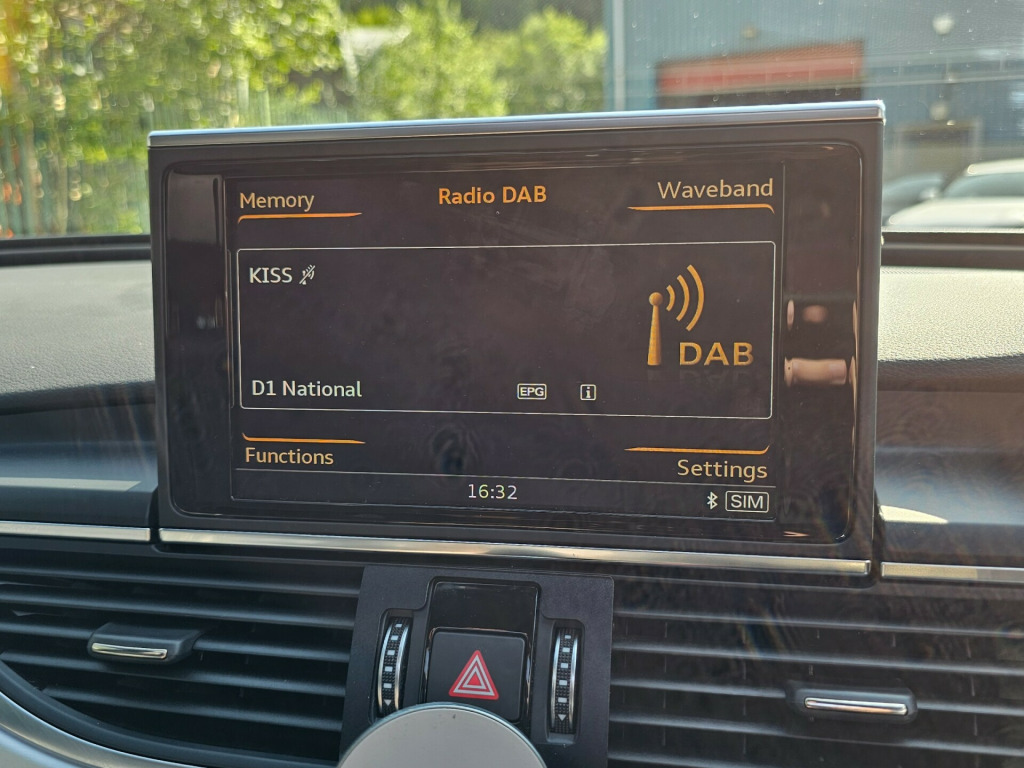 Memory
Radio DAB
Waveband
KISS
DAB
D1 National
EPG
i
Functions
Settings
16:32
SIM